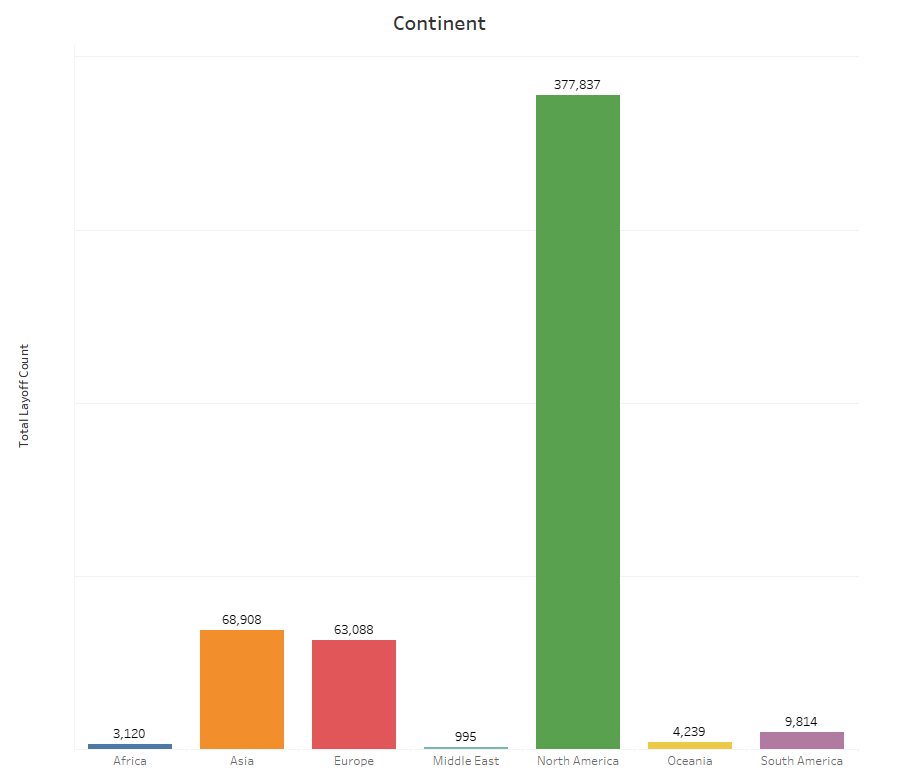 Continent
Total Layoff Count
377,837
68,908
63,088
9,814
3,120
995
4,239
Africa
Asia
Europe
Middle East
North America
Oceania
South America